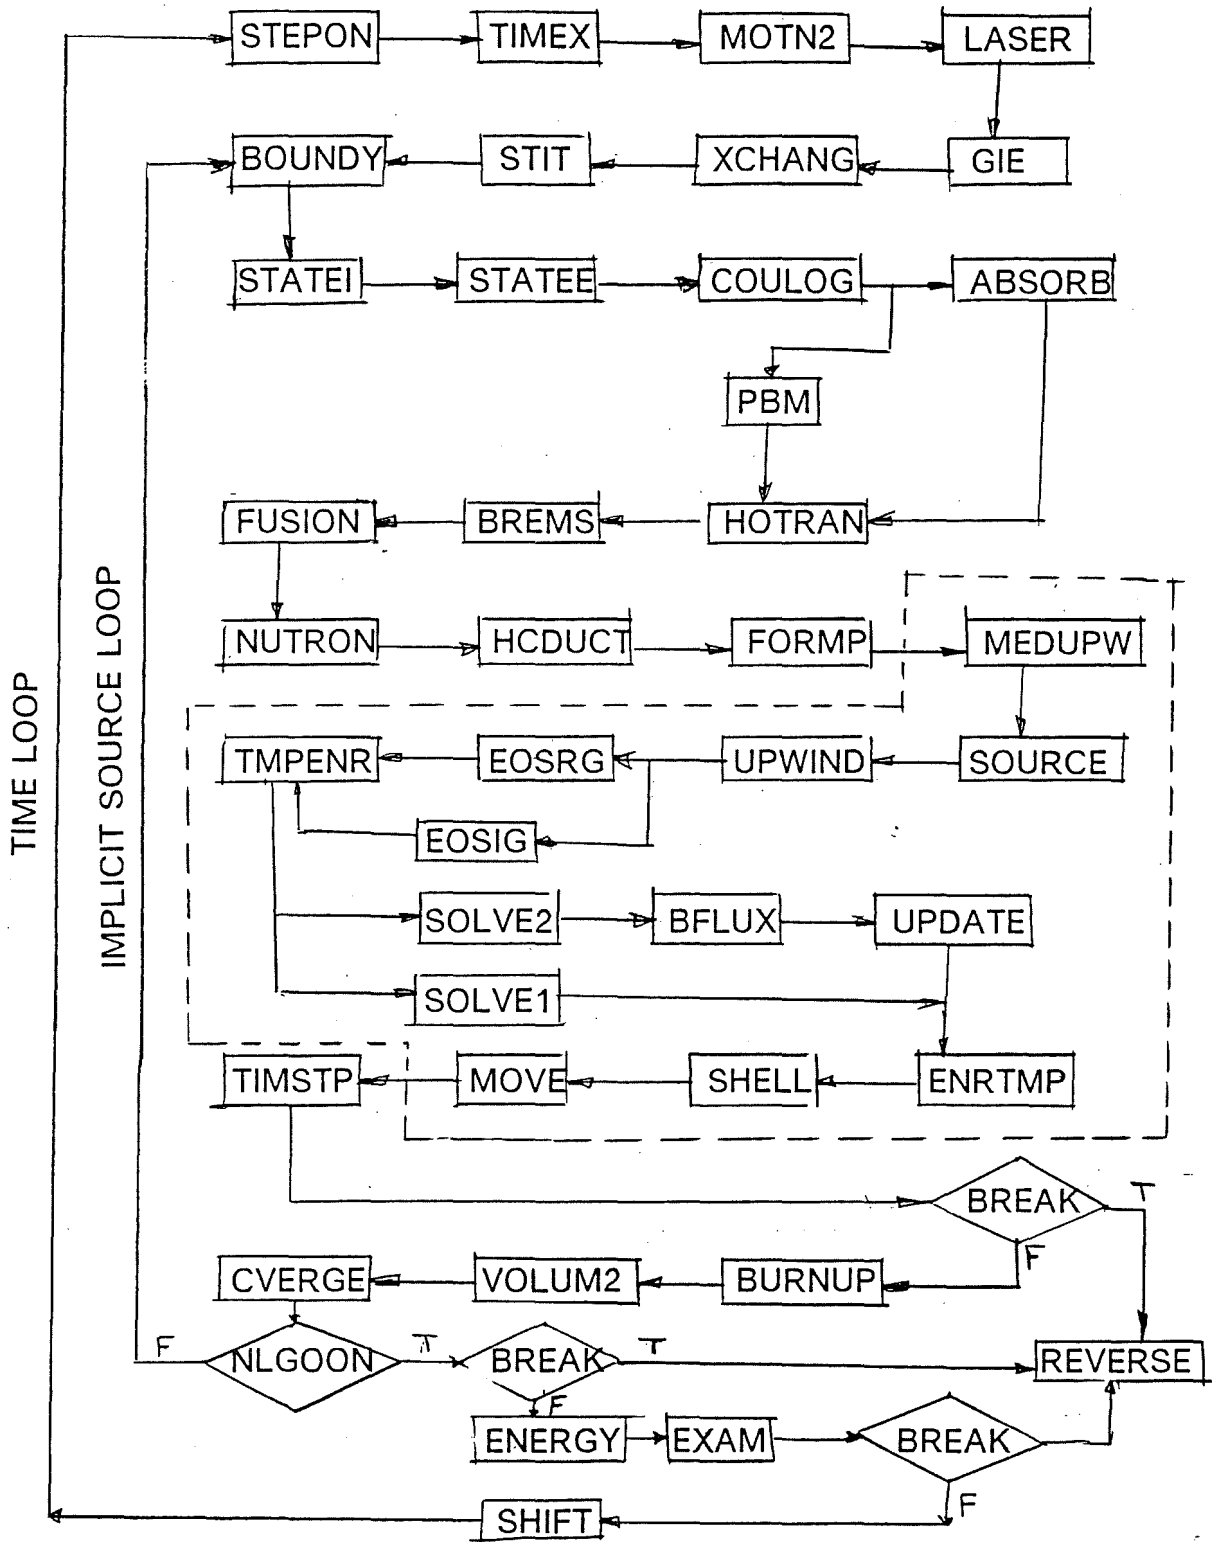 STEPON
TIMEX
MOTN2
LASER
BOUNDY
STIT
XCHANG
GIE
STATEI
STATEE
COULOG
ABSORB
PBM
FUSION
BREMS
HOTRAN
NUTRON
HCDUCT
FORMP
MEDUPW
TMPENR
EOSRG
UPWIND
SOURCE
EOSIG
SOLVE2
BFLUX
UPDATE
SOLVE1
TIMSTP
MOVE
SHELL
ENRTMP
BREAK
T
F
CVERGE
VOLUM2
BURNUP
F
NLGOON
T
BREAK
T
REVERSE
F
ENERGY
EXAM
BREAK
F
SHIFT
TIME LOOP
IMPLICIT SOURCE LOOP